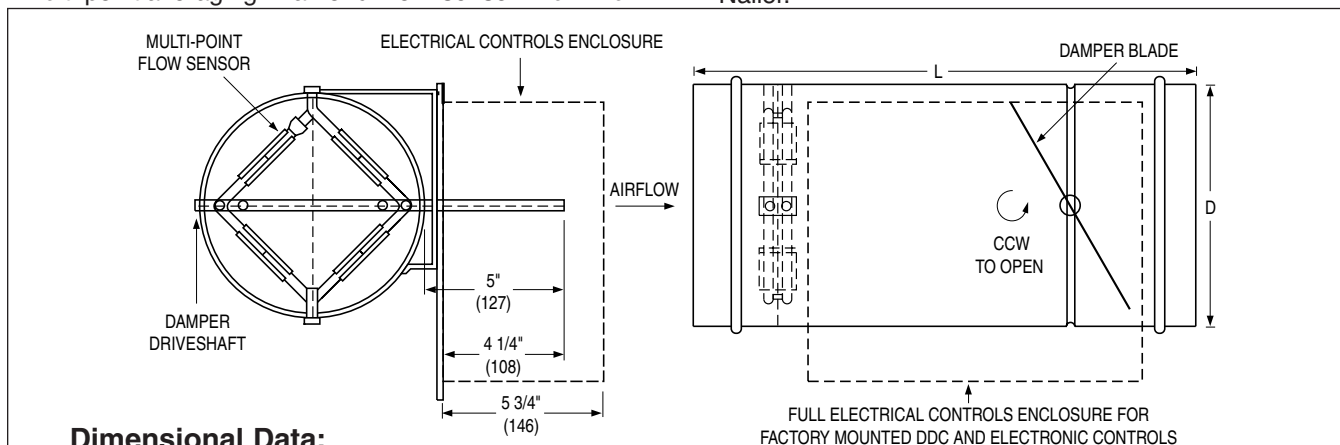 Nailor.
MULTI-POINT
FLOW SENSOR
ELECTRICAL CONTROLS ENCLOSURE
DAMPER BLADE
L
AIRFLOW
D
CCW
TO OPEN
5"
(127)
DAMPER
DRIVESHAFT
4 1/4"
(108)
5 3/4"
(146)
FULL ELECTRICAL CONTROLS ENCLOSURE FOR
FACTORY MOUNTED DDC AND ELECTRONIC CONTROLS
Dimensional Data: